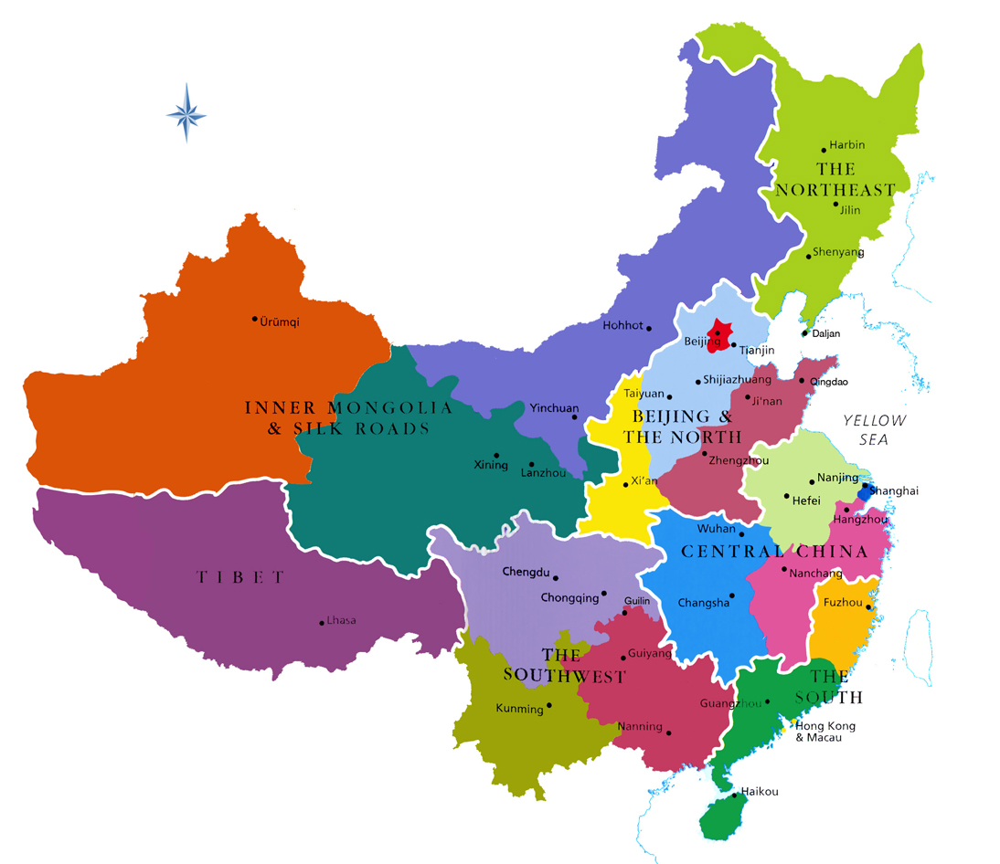 Harbin
THE
NORTHEAST
Jilin
Shenyang
Ürümqi
Hohhot
Beijing
Tianjin
Daljan
Shijiazhuang
Qingdao
Taiyuan
Ji'nan
INNER MONGOLIA
& SILK ROADS
Yinchuan
BEIJING &
THE NORTH
YELLOW
SEA
Xining
Lanzhou
Zhengzhou
Xi'an
Nanjing
Shanghai
Hefei
Hangzhou
Wuhan
CENTRAL CHINA
TIBET
Chengdu
Nanchang
Chongqing
Guilin
Changsha
Fuzhou
Lhasa
Guiyang
THE
SOUTHWEST
THE
SOUTH
Kunming
Guangzhou
Nanning
Hong Kong
& Macau
Haikou